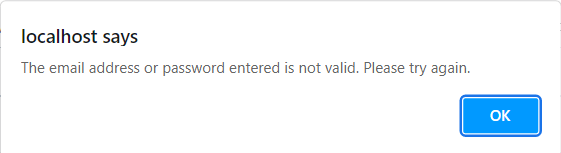 localhost says
The email address or password entered is not valid. Please try again.
OK